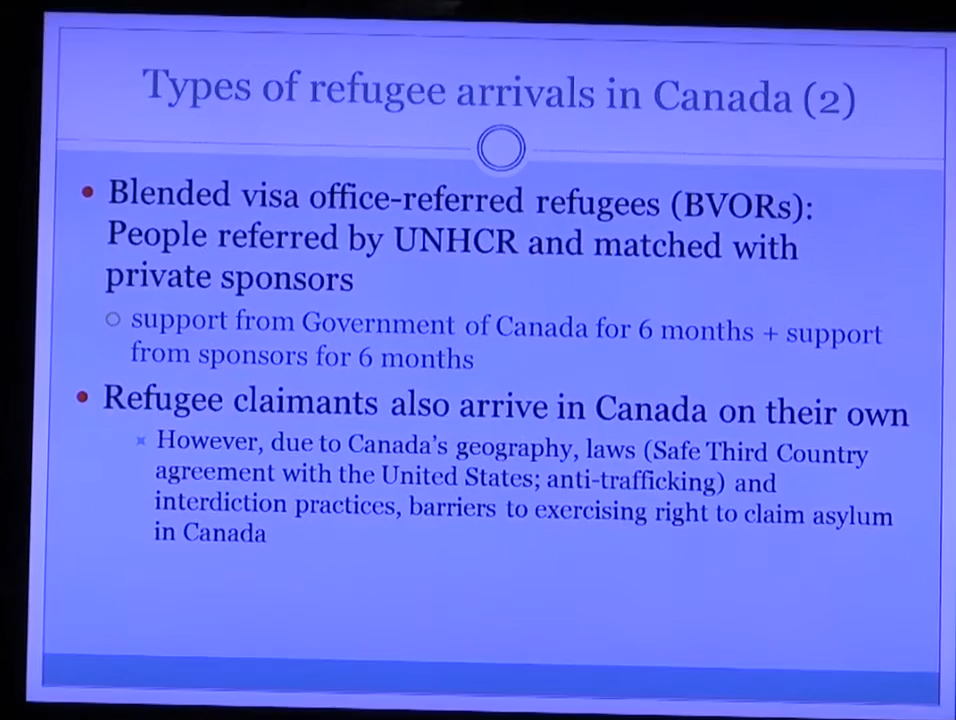 Types of refugee arrivals in Canada (2)
• Blended visa office-referred refugees (BVORs):
People referred by UNHCR and matched with
private sponsors
○ support from Government of Canada for 6 months + support
from sponsors for 6 months
• Refugee claimants also arrive in Canada on their own
However, due to Canada's geography, laws (Safe Third Country
agreement with the United States; anti-trafficking) and
interdiction practices, barriers to exercising right to claim asylum
in Canada